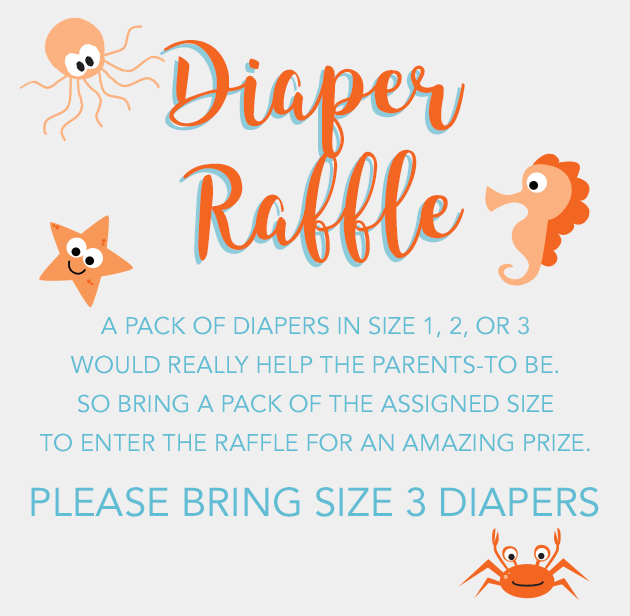 Diaper
Raffle
A PACK OF DIAPERS IN SIZE 1, 2, OR 3
WOULD REALLY HELP THE PARENTS-TO BE.
SO BRING A PACK OF THE ASSIGNED SIZE
TO ENTER THE RAFFLE FOR AN AMAZING PRIZE.
PLEASE BRING SIZE 3 DIAPERS